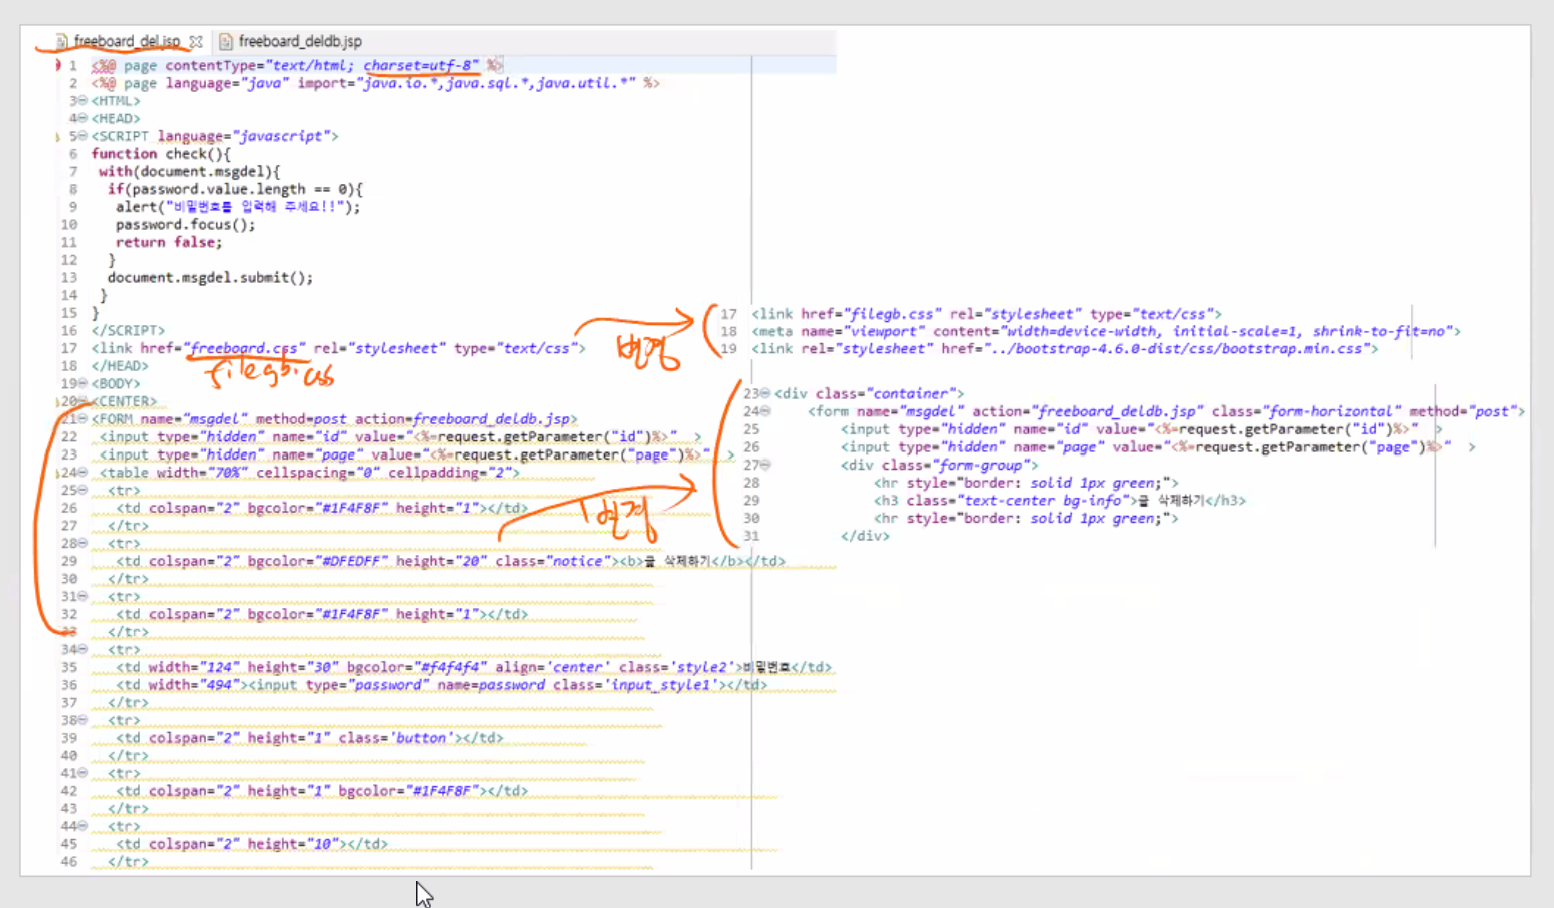 freeboard_del.jsp freeboard_deldb.jsp
1 <%@ page contentType="text/html; charset=utf-8" %>
2 <%@ page language="java" import="java.io.*,java.sql.*,java.util.*" %>
3 <HTML>
4 <HEAD>
5 <SCRIPT language="javascript">
6 function check(){
7 with(document.msgdel){
8 if(password.value.length == 0){
9 alert("비밀번호를 입력해 주세요!!");
10 password.focus();
11 return false;
12 }
13 document.msgdel.submit();
14 }
15 }
16 </SCRIPT>
17 <link href="freeboard.css" rel="stylesheet" type="text/css">
filegb.css
18 </HEAD>
19 <BODY>
20 <CENTER>
21 <FORM name="msgdel" method=post action=freeboard_deldb.jsp>
22 <input type="hidden" name="id" value="<%=request.getParameter("id")%>" >
23 <input type="hidden" name="page" value="<%=request.getParameter("page")%>" >
24 <table width="70%" cellspacing="0" cellpadding="2">
25 <tr>
26 <td colspan="2" bgcolor="#1F4F8F" height="1"></td>
27 </tr>
28 <tr>
29 <td colspan="2" bgcolor="#DFEDFF" height="20" class="notice"><b>글 삭제하기</b></td>
30 </tr>
31 <tr>
32 <td colspan="2" bgcolor="#1F4F8F" height="1"></td>
33 </tr>
34 <tr>
35 <td width="124" height="30" bgcolor="#f4f4f4" align='center' class='style2'>비밀번호</td>
36 <td width="494"><input type="password" name=password class='input_style1'></td>
37 </tr>
38 <tr>
39 <td colspan="2" height="1" class='button'></td>
40 </tr>
41 <tr>
42 <td colspan="2" height="1" bgcolor="#1F4F8F"></td>
43 </tr>
44 <tr>
45 <td colspan="2" height="10"></td>
46 </tr>
변경
17 <link href="filegb.css" rel="stylesheet" type="text/css">
18 <meta name="viewport" content="width=device-width, initial-scale=1, shrink-to-fit=no">
19 <link rel="stylesheet" href="../bootstrap-4.6.0-dist/css/bootstrap.min.css">
변경
23 <div class="container">
24 <form name="msgdel" action="freeboard_deldb.jsp" class="form-horizontal" method="post">
25 <input type="hidden" name="id" value="<%=request.getParameter("id")%>" >
26 <input type="hidden" name="page" value="<%=request.getParameter("page")%>" >
27 <div class="form-group">
28 <hr style="border: solid 1px green;">
29 <h3 class="text-center bg-info">글 삭제하기</h3>
30 <hr style="border: solid 1px green;">
31 </div>